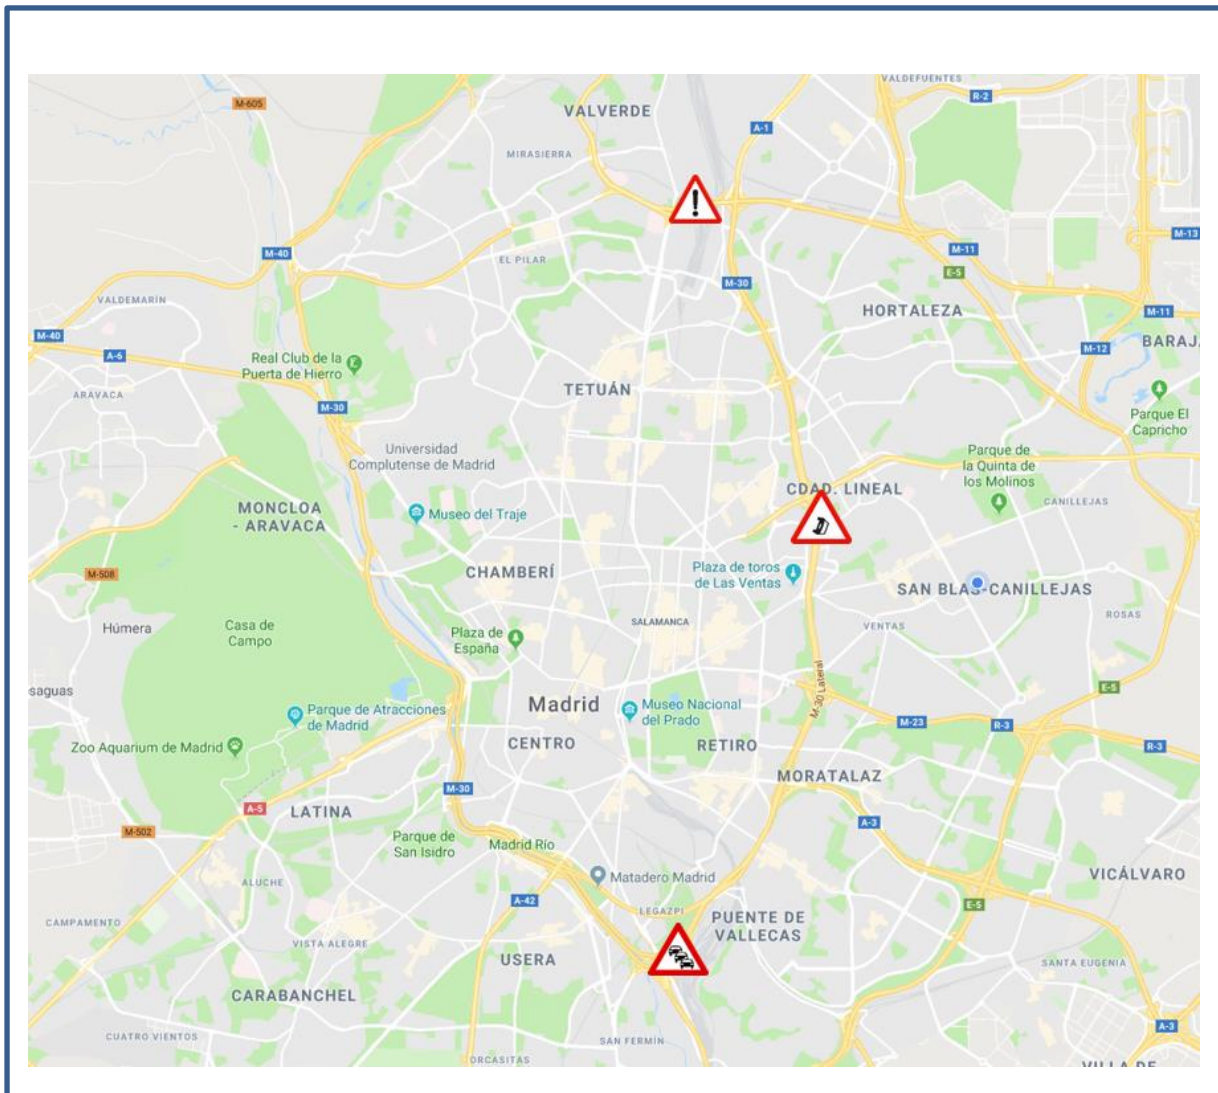 VALDEFUENTES
R-2
M-605
VALVERDE
A-1
MIRASIERRA
M-13
M-40
EL PILAR
M-11
E-5
M-30
VALDEMARÍN
HORTALEZA
M-11
M-40
A-6
Real Club de la
Puerta de Hierro
M-12
BARAJ
TETUÁN
ARAVACA
M-30
Parque El
Capricho
Universidad
Complutense de Madrid
Parque de
la Quinta de
los Molinos
CDAD. LINEAL
CANILLEJAS
MONCLOA
- ARAVACA
Museo del Traje
M-508
CHAMBERÍ
Plaza de toros
de Las Ventas
SAN BLAS-CANILLEJAS
ROSAS
Húmera
Casa de
Campo
Plaza de
España
SALAMANCA
VENTAS
M-30 Lateral
E-5
saguas
Parque de Atracciones
de Madrid
Madrid
Museo Nacional
del Prado
M-23
R-3
R-3
Zoo Aquarium de Madrid
CENTRO
RETIRO
MORATALAZ
M-30
A-5
LATINA
A-3
M-502
Parque de
San Isidro
Madrid Río
Matadero Madrid
VICÁLVARO
ALUCHE
A-42
E-5
LEGAZPI
PUENTE DE
VALLECAS
CAMPAMENTO
VISTA ALEGRE
USERA
SANTA EUGENIA
CARABANCHEL
A-3
CUATRO VIENTOS
SAN FERMÍN
ORCASITAS
VILLA DE